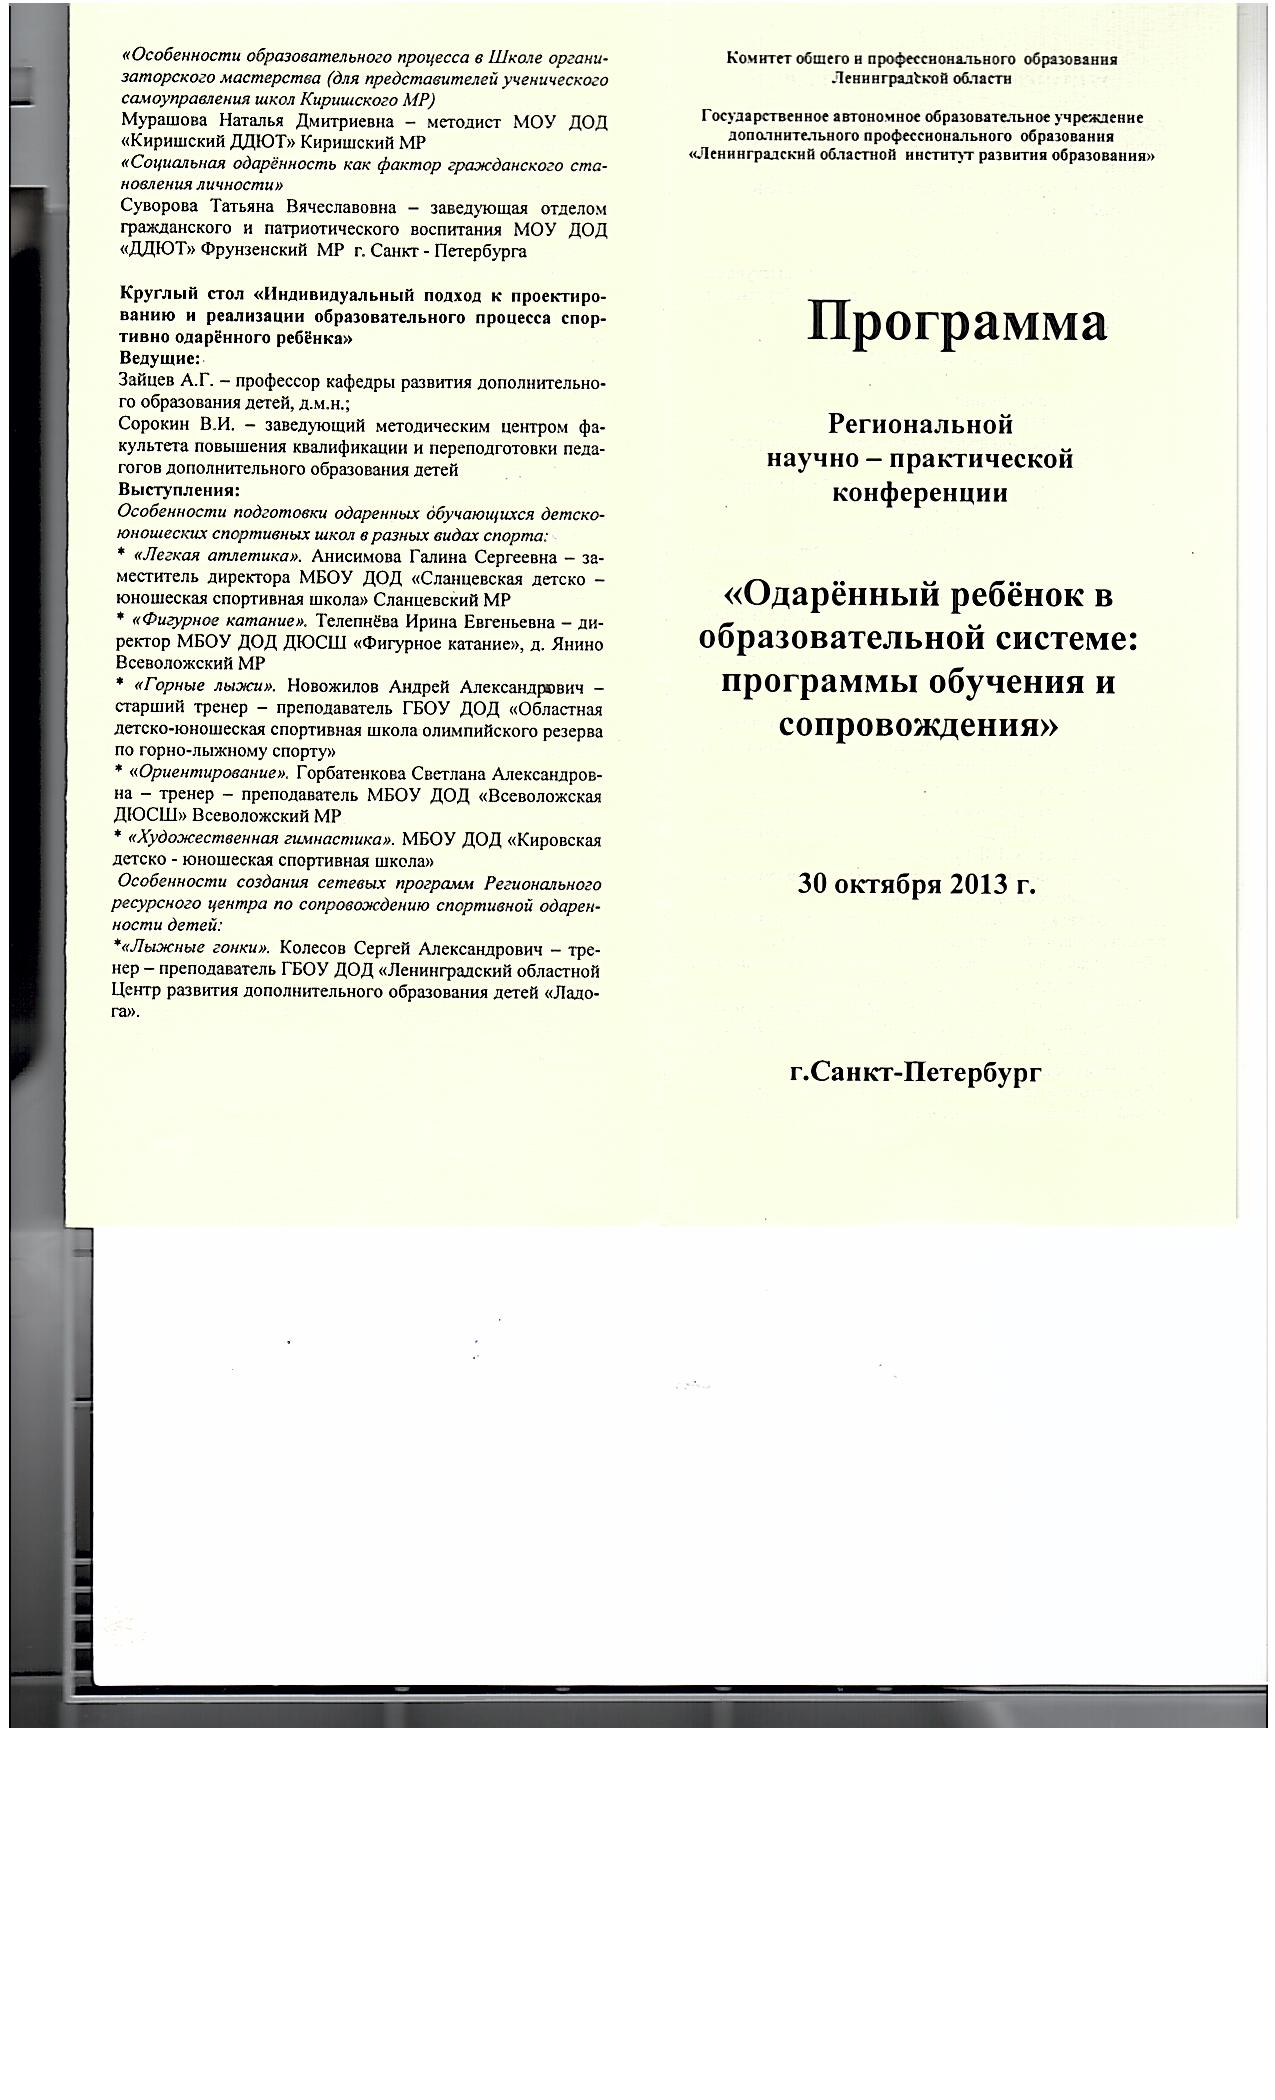 «Особенности образовательного процесса в Школе органи-
заторского мастерства (для представителей ученического
самоуправления школ Киришского МР)
Мурашова Наталья Дмитриевна – методист МОУ ДОД
«Киришский ДДЮТ» Киришский МР
«Социальная одарённость как фактор гражданского ста-
новления личности»
Суворова Татьяна Вячеславовна – заведующая отделом
гражданского и патриотического воспитания МОУ ДОД
«ДДЮТ» Фрунзенский МР г. Санкт - Петербурга
Круглый стол «Индивидуальный подход к проектиро-
ванию и реализации образовательного процесса спор-
тивно одарённого ребёнка»
Ведущие:
Зайцев А.Г. – профессор кафедры развития дополнительно-
го образования детей, д.м.н.;
Сорокин В.И. – заведующий методическим центром фа-
культета повышения квалификации и переподготовки педа-
гогов дополнительного образования детей
Выступления:
Особенности подготовки одаренных обучающихся детско-
юношеских спортивных школ в разных видах спорта:
* «Легкая атлетика». Анисимова Галина Сергеевна – за-
меститель директора МБОУ ДОД «Сланцевская детско –
юношеская спортивная школа» Сланцевский МР
* «Фигурное катание». Телепнёва Ирина Евгеньевна – ди-
ректор МБОУ ДОД ДЮСШ «Фигурное катание», д. Янино
Всеволожский МР
* «Горные лыжи». Новожилов Андрей Александрович –
старший тренер – преподаватель ГБОУ ДОД «Областная
детско-юношеская спортивная школа олимпийского резерва
по горно-лыжному спорту»
* «Ориентирование». Горбатенкова Светлана Александров-
на – тренер – преподаватель МБОУ ДОД «Всеволожская
ДЮСШ» Всеволожский МР
* «Художественная гимнастика». МБОУ ДОД «Кировская
детско - юношеская спортивная школа»
Особенности создания сетевых программ Регионального
ресурсного центра по сопровождению спортивной одарен-
ности детей:
*«Лыжные гонки». Колесов Сергей Александрович – тре-
нер – преподаватель ГБОУ ДОД «Ленинградский областной
Центр развития дополнительного образования детей «Ладо-
га».
Комитет общего и профессионального образования
Ленинградской области
Государственное автономное образовательное учреждение
дополнительного профессионального образования
«Ленинградский областной институт развития образования»
Программа
Региональной
научно – практической
конференции
«Одарённый ребёнок в
образовательной системе:
программы обучения и
сопровождения»
30 октября 2013 г.
г.Санкт-Петербург